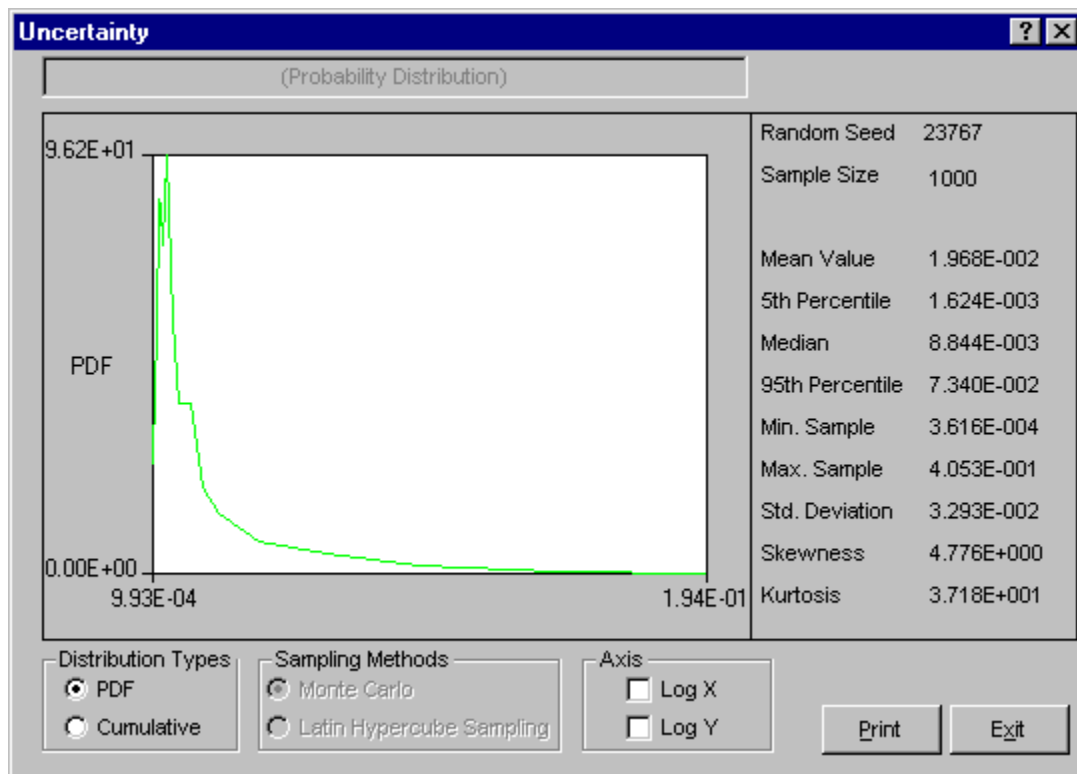 Uncertainty
(Probability Distribution)
9.62E+01
PDF
0.00E+00
9.93E-04
1.94E-01
Random Seed 23767
Sample Size 1000
Mean Value 1.968E-002
5th Percentile 1.624E-003
Median 8.844E-003
95th Percentile 7.340E-002
Min. Sample 3.616E-004
Max. Sample 4.053E-001
Std. Deviation 3.293E-002
Skewness 4.776E+000
Kurtosis 3.718E+001
Distribution Types
PDF
Cumulative
Sampling Methods
Monte Carlo
Latin Hypercube Sampling
Axis
Log X
Log Y
Print
Exit